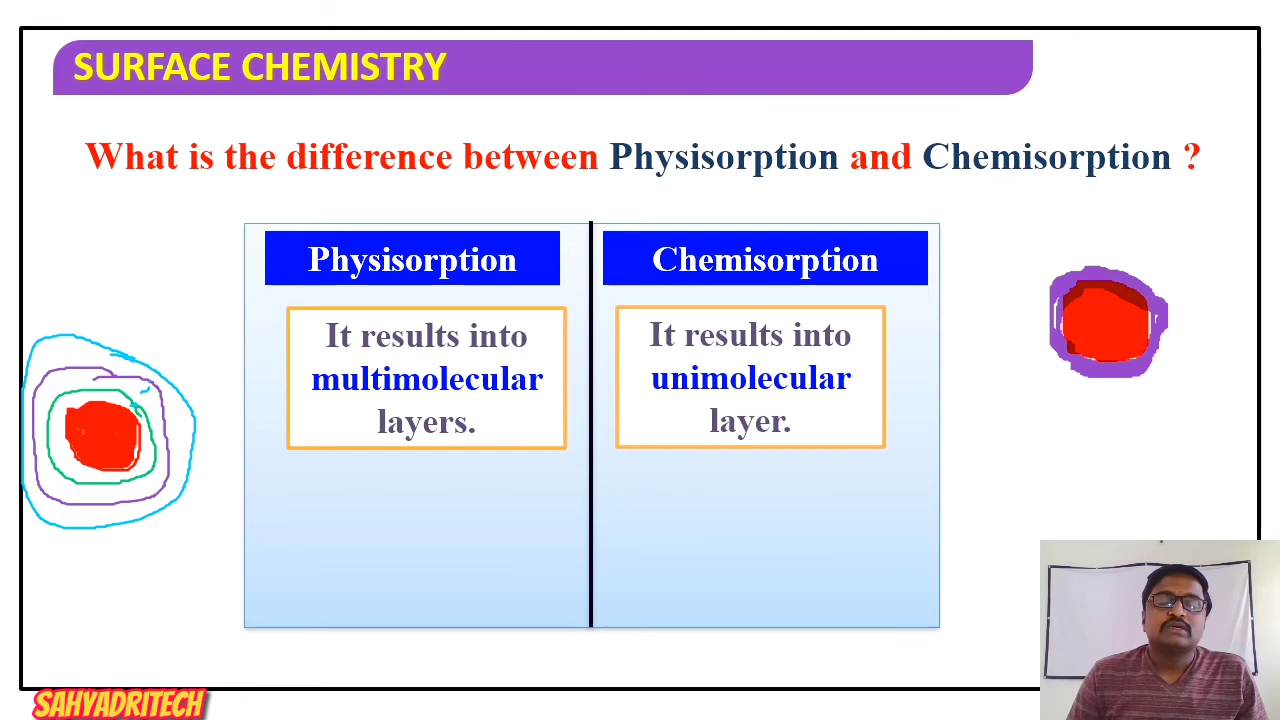 SURFACE CHEMISTRY
What is the difference between Physisorption and Chemisorption ?
Physisorption
It results into
multimolecular
layers.
Chemisorption
It results into
unimolecular
layer.
SAHYADRITECH